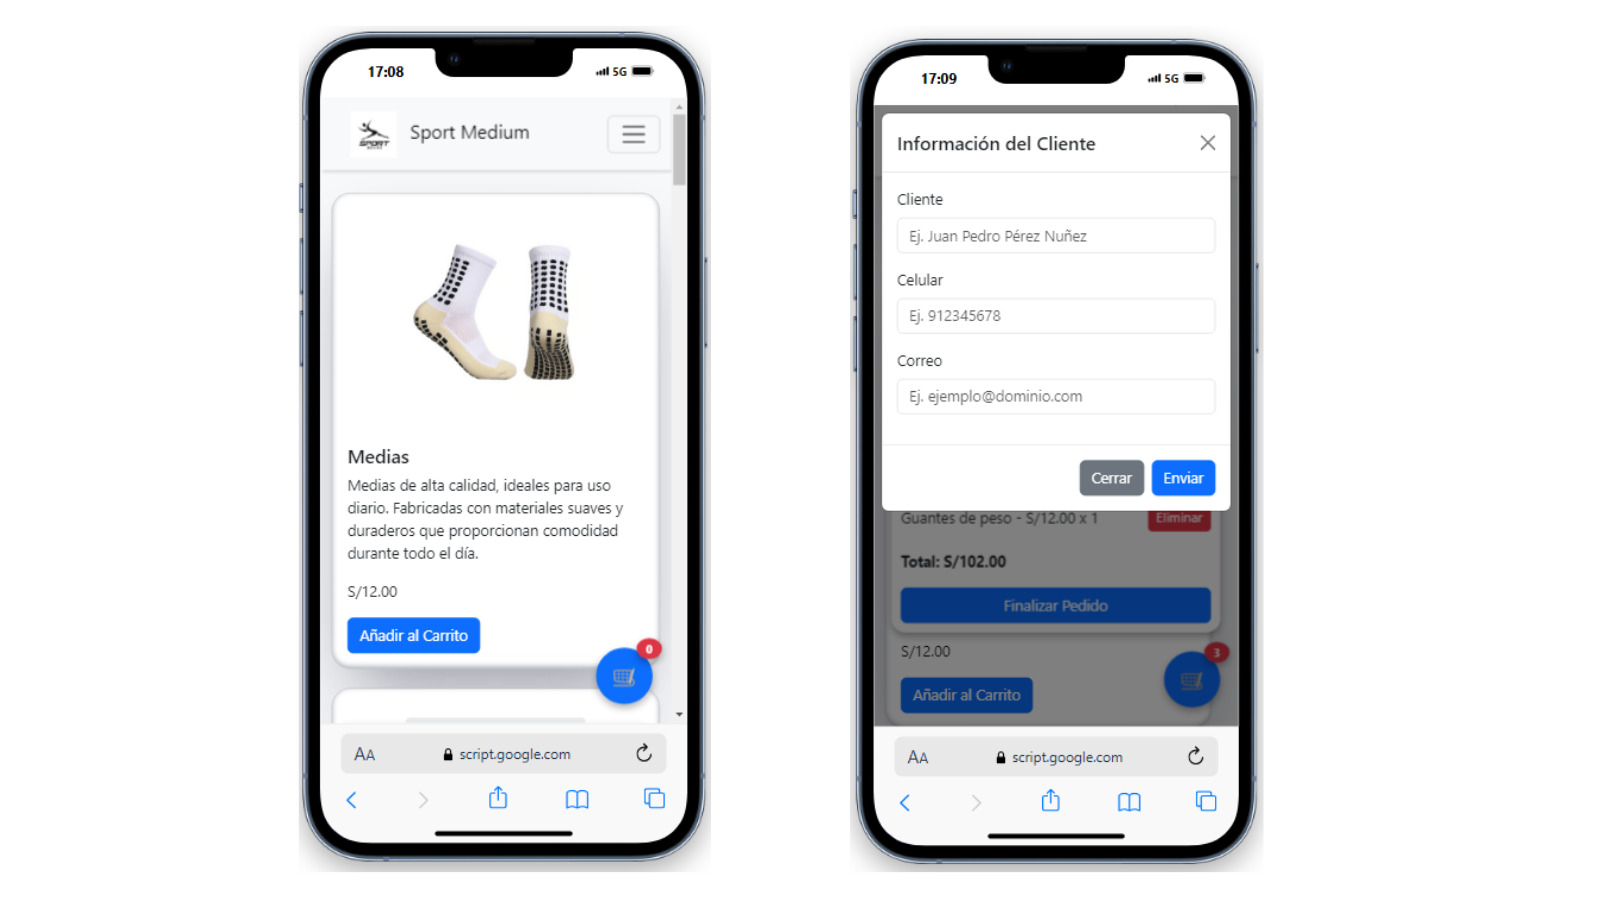 17:08
5G
SPORT
Sport Medium
Medias
Medias de alta calidad, ideales para uso
diario. Fabricadas con materiales suaves y
duraderos que proporcionan comodidad
durante todo el día.
S/12.00
Añadir al Carrito
0
AA
script.google.com
17:09
5G
Información del Cliente
Cliente
Ej. Juan Pedro Pérez Nuñez
Celular
Ej. 912345678
Correo
Ej. ejemplo@dominio.com
Cerrar
Enviar
Guantes de peso - S/12.00 x 1
Eliminar
Total: S/102.00
Finalizar Pedido
S/12.00
3
Añadir al Carrito
AA
script.google.com